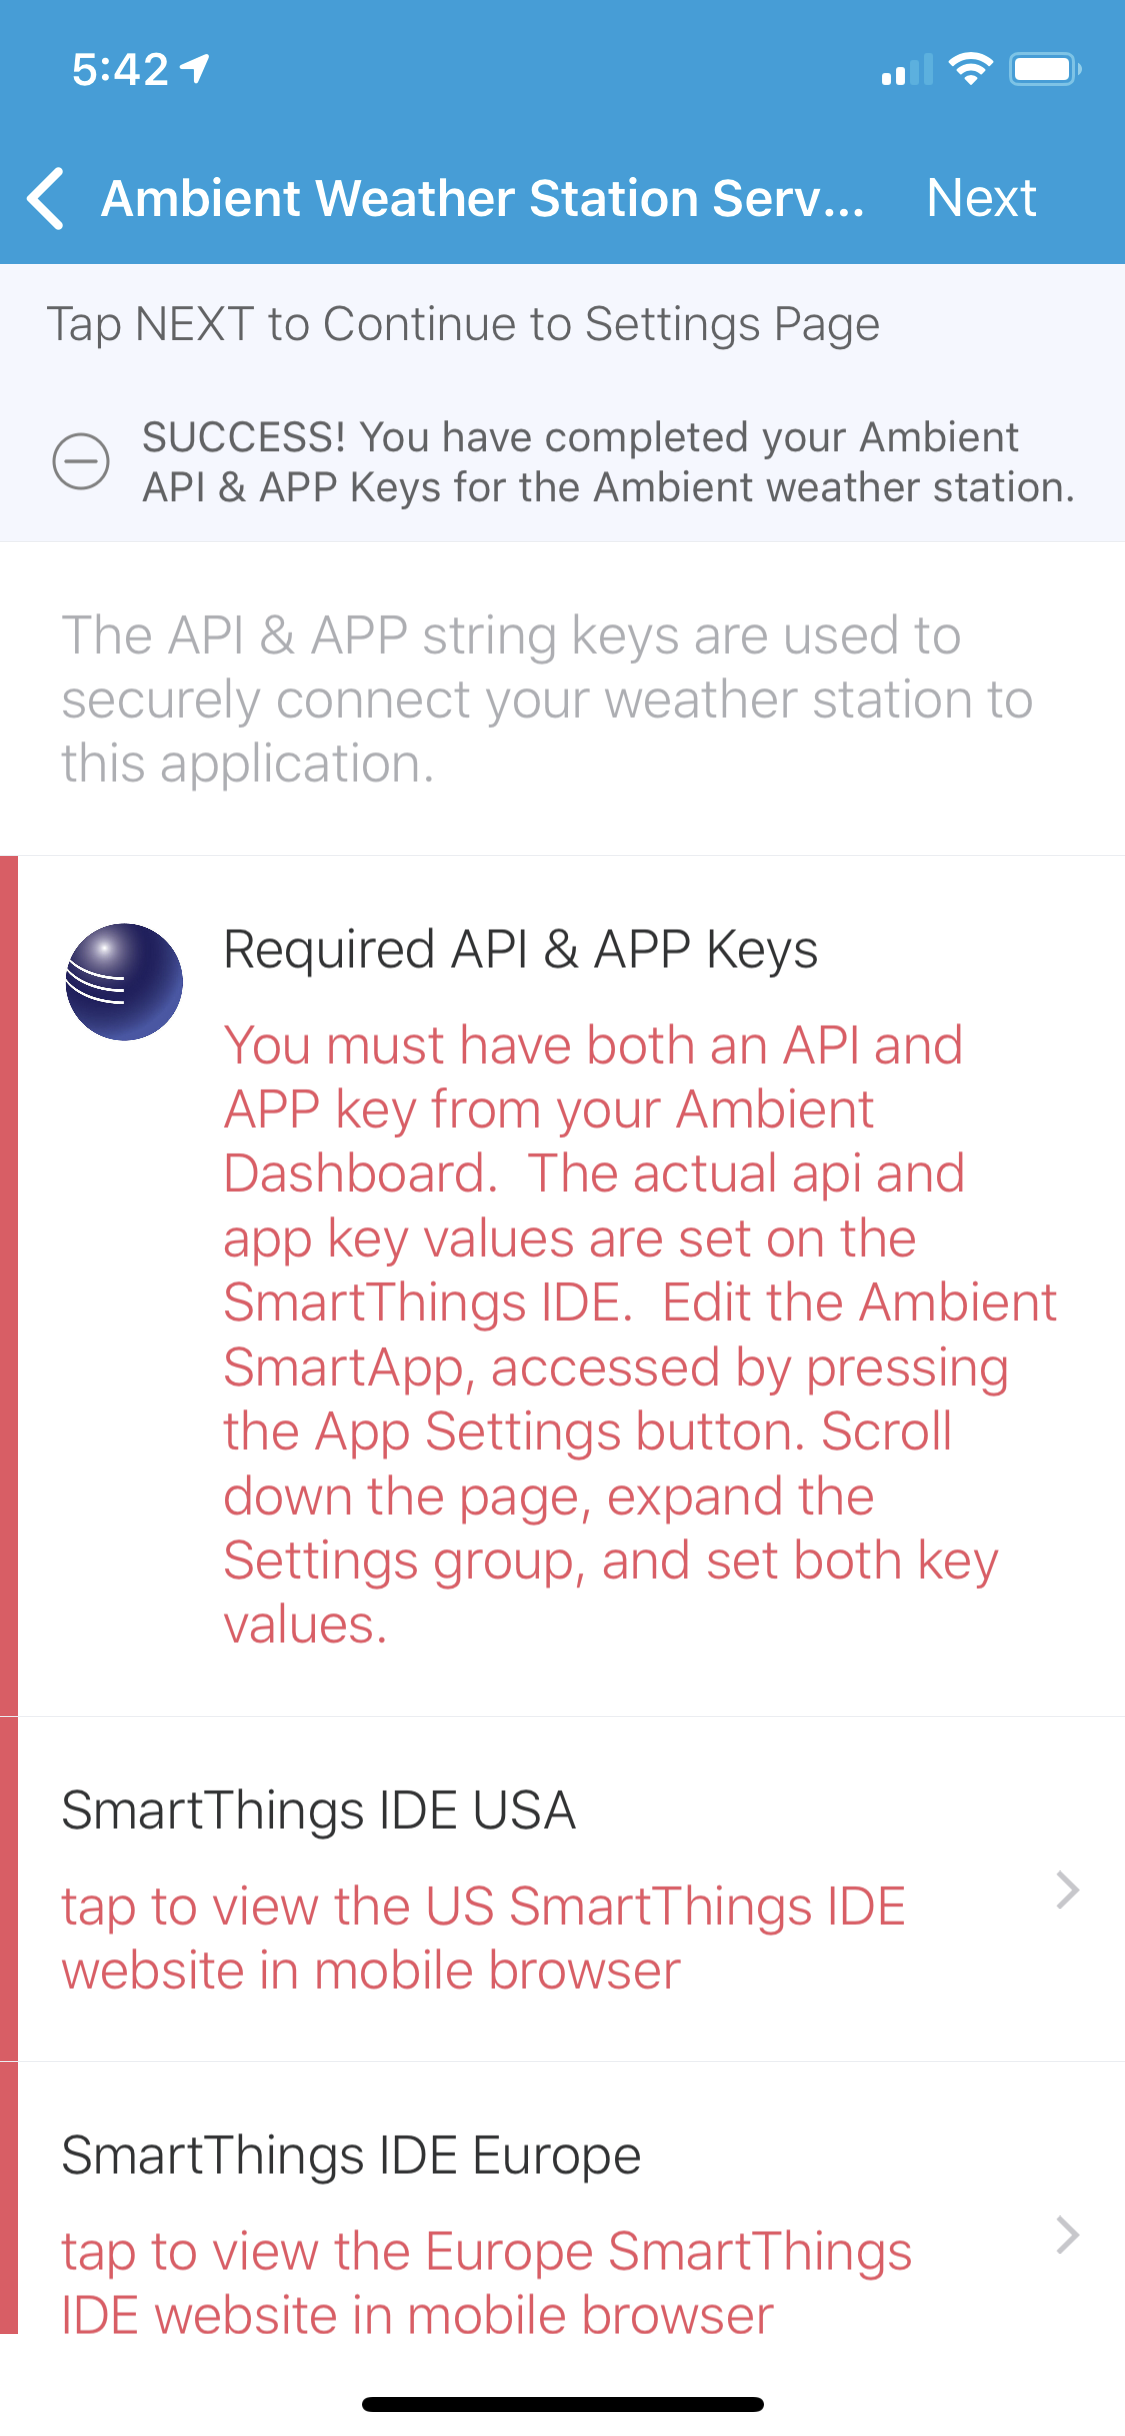 5:42
Ambient Weather Station Serv...
Next
Tap NEXT to Continue to Settings Page
SUCCESS! You have completed your Ambient
API & APP Keys for the Ambient weather station.
The API & APP string keys are used to
securely connect your weather station to
this application.
Required API & APP Keys
You must have both an API and
APP key from your Ambient
Dashboard.  The actual api and
app key values are set on the
SmartThings IDE.  Edit the Ambient
SmartApp, accessed by pressing
the App Settings button. Scroll
down the page, expand the
Settings group, and set both key
values.
SmartThings IDE USA
tap to view the US SmartThings IDE
website in mobile browser
SmartThings IDE Europe
tap to view the Europe SmartThings
IDE website in mobile browser